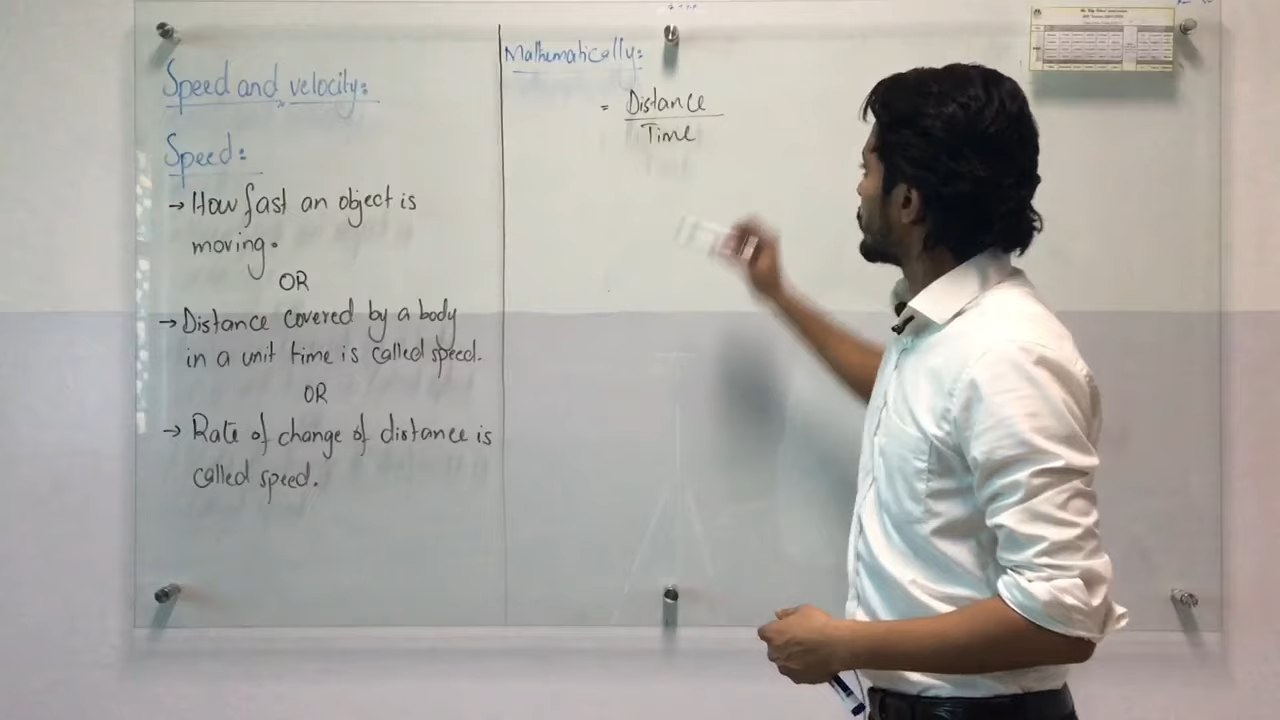 Speed and velocity:
Speed:
→ How fast an object is
moving.
OR
→ Distance covered by a body
in a unit time is called speed.
OR
→ Rate of change of distance is
called speed.
Mathematically:
= Distance
Time